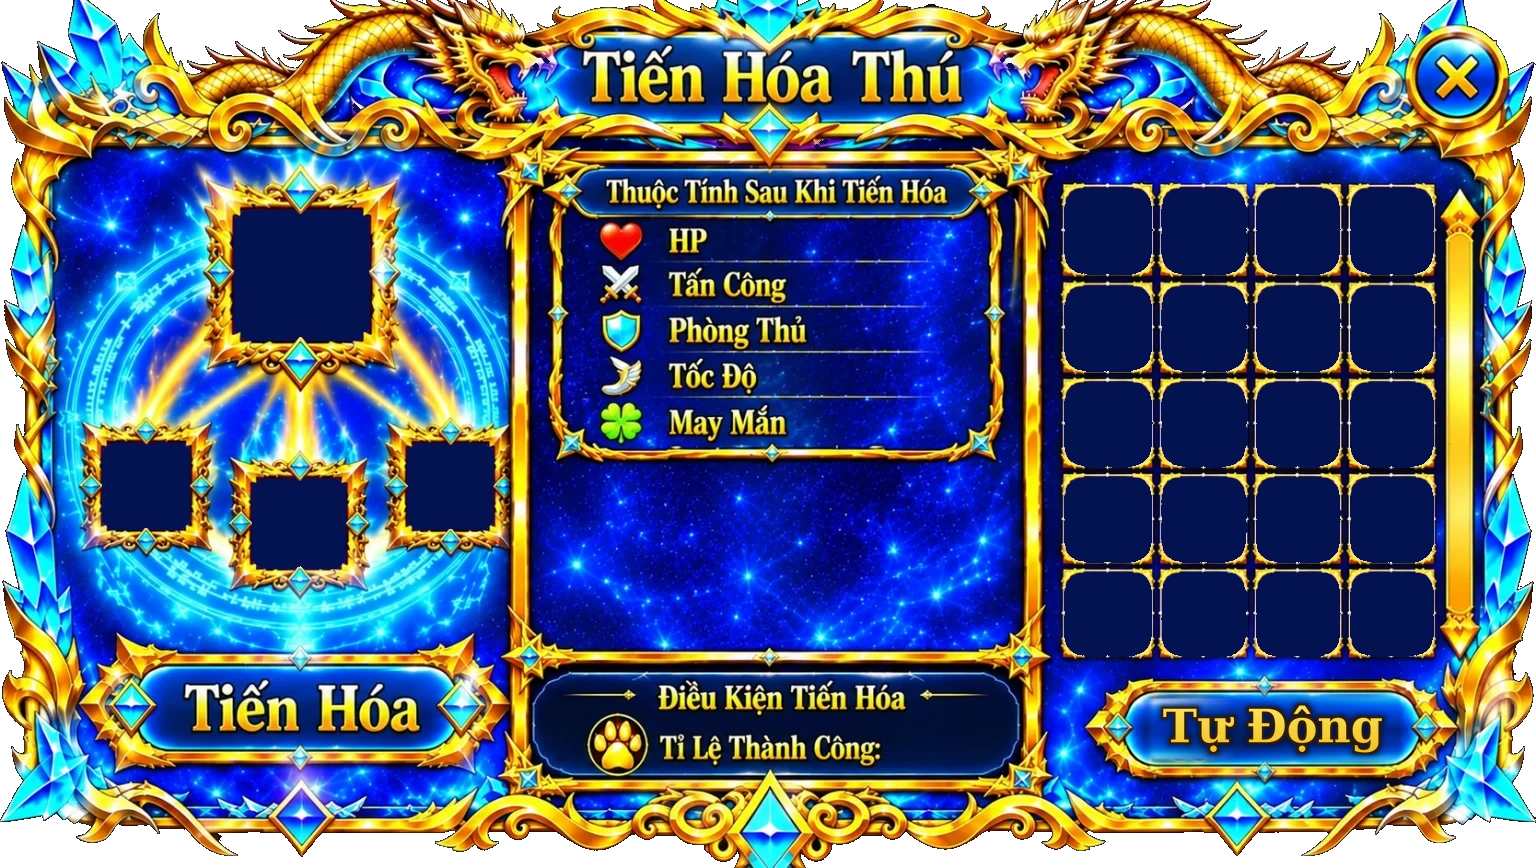 Tiến Hóa Thú
Thuộc Tính Sau Khi Tiến Hóa
HP
Tấn Công
Phòng Thủ
Tốc Độ
May Mắn
Tiến Hóa
Điều Kiện Tiến Hóa
Tỉ Lệ Thành Công:
Tự Động